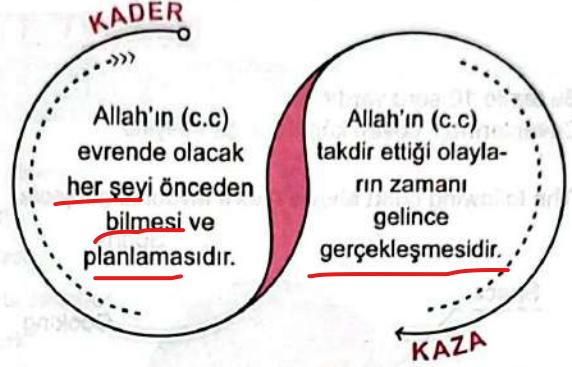 KADER
Allah'ın (c.c)
evrende olacak
her şeyi önceden
bilmesi ve
planlamasıdır.
Allah'ın (c.c)
takdir ettiği olayla-
rın zamanı
gelince
gerçekleşmesidir.
KAZA